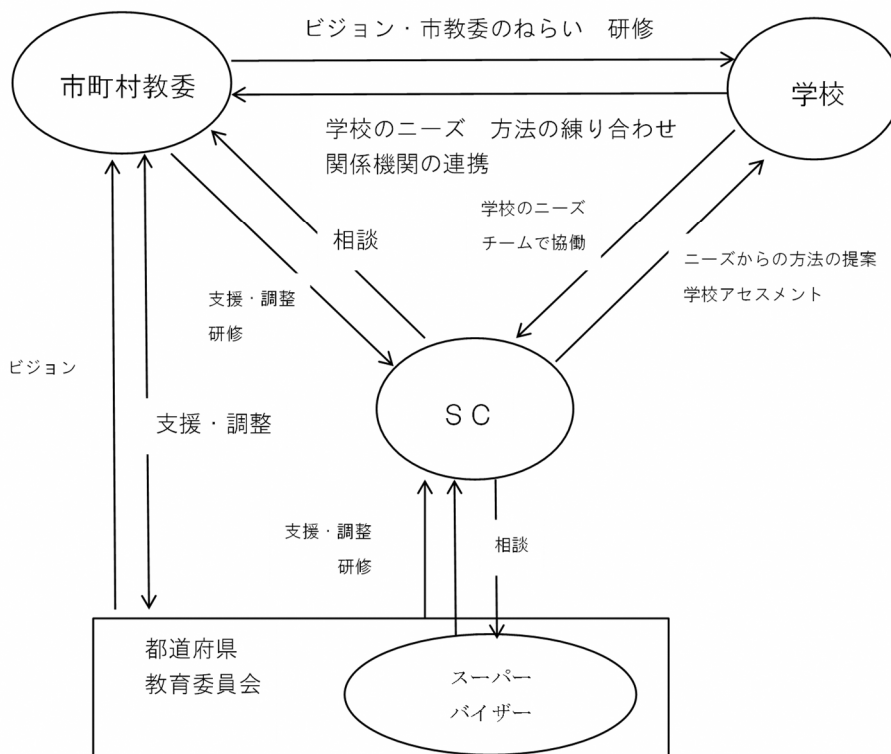 ビジョン・市教委のねらい　研修
市町村教委
学校
学校のニーズ　方法の練り合わせ
関係機関の連携
学校のニーズ
チームで協働
相談
ニーズからの方法の提案
学校アセスメント
支援・調整
研修
ビジョン
支援・調整
ＳＣ
支援・調整
研修
相談
都道府県
教育委員会
スーパー
バイザー